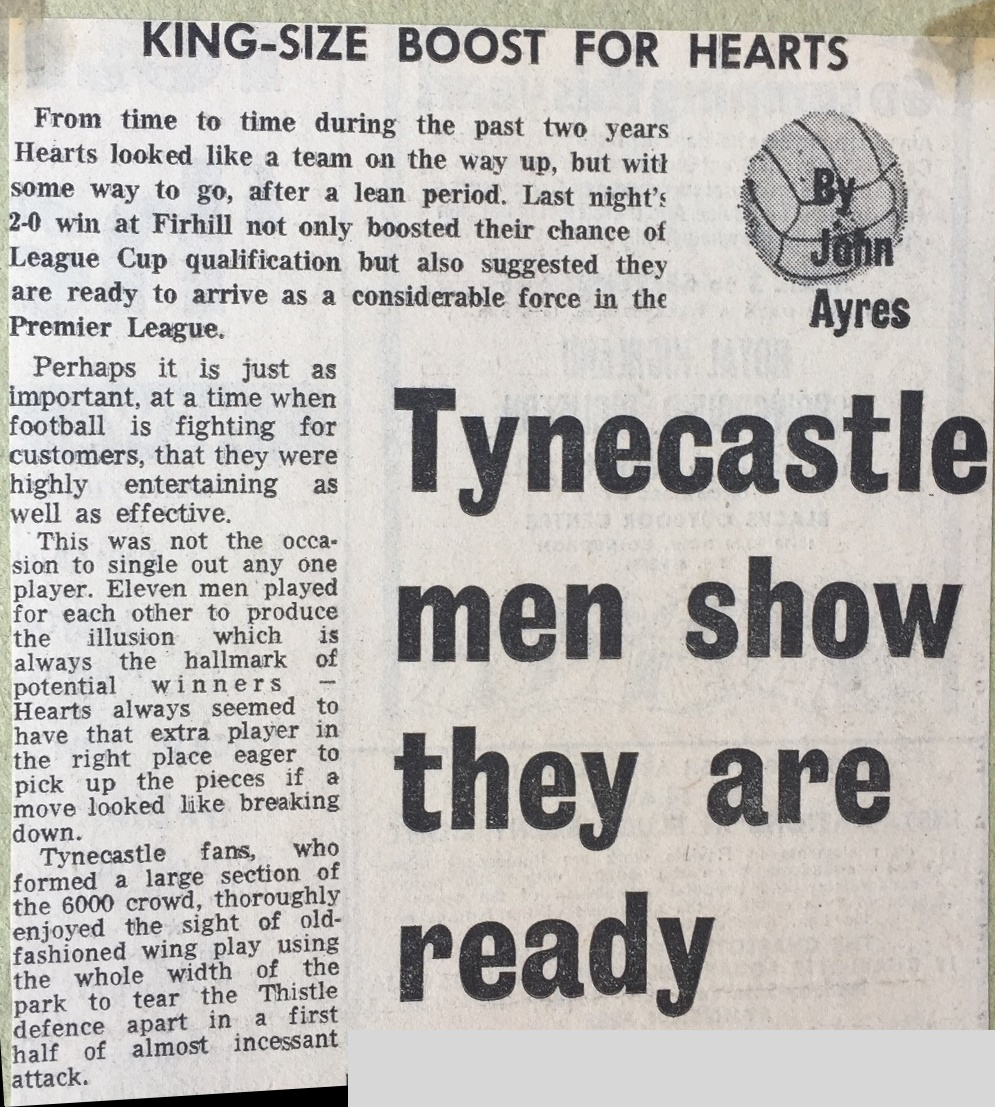 KING-SIZE BOOST FOR HEARTS
From time to time during the past two years
Hearts looked like a team on the way up, but with
some way to go, after a lean period. Last night's
2-0 win at Firhill not only boosted their chance of
League Cup qualification but also suggested they
are ready to arrive as a considerable force in the
Premier League.
By
John
Ayres
Tynecastle
men show
they are
ready
Perhaps it is just as
important, at a time when
football is fighting for
customers, that they were
highly entertaining as
well as effective.
This was not the occa-
sion to single out any one
player. Eleven men played
for each other to produce
the illusion which is
always the hallmark of
potential winners —
Hearts always seemed to
have that extra player in
the right place eager to
pick up the pieces if a
move looked like breaking
down.
Tynecastle fans, who
formed a large section of
the 6000 crowd, thoroughly
enjoyed the sight of old-
fashioned wing play using
the whole width of the
park to tear the Thistle
defence apart in a first
half of almost incessant
attack.